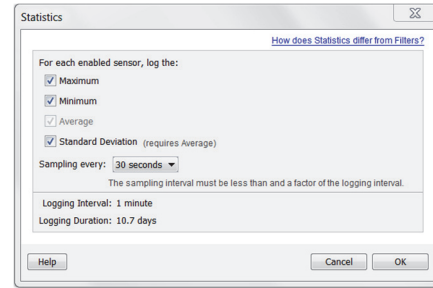 Statistics
How does Statistics differ from Filters?
For each enabled sensor, log the:
Maximum
Minimum
Average
Standard Deviation (requires Average)
Sampling every: 30 seconds
The sampling interval must be less than and a factor of the logging interval.
Logging Interval: 1 minute
Logging Duration: 10.7 days
Help Cancel OK